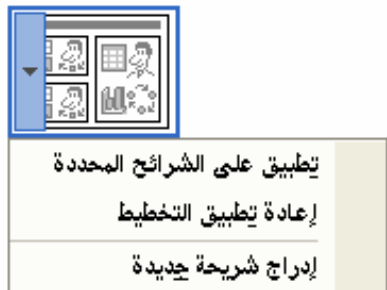 تطبيق على الشرائح المحددة
إعادة تطبيق التخطيط
إدراج شريحة جديدة